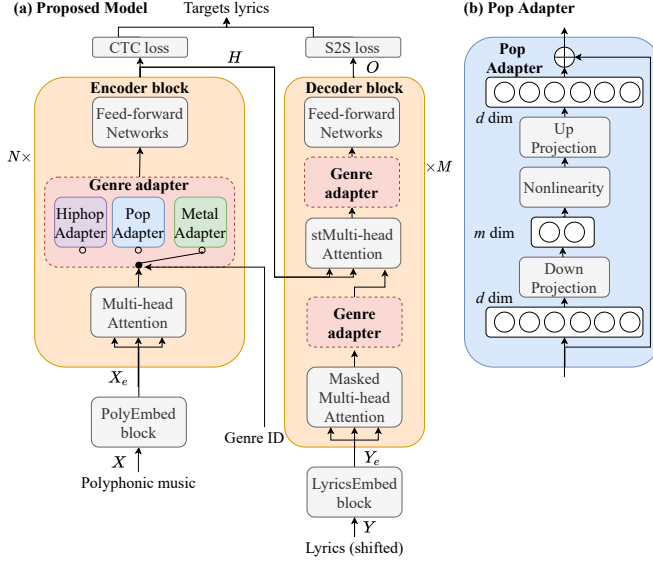 (a) Proposed Model
Targets lyrics
CTC loss
H
S2S loss
O
Encoder block
Feed-forward
Networks
N×
Genre adapter
Hiphop
Adapter
Pop
Adapter
Metal
Adapter
Multi-head
Attention
X_e
PolyEmbed
block
X
Polyphonic music
Genre ID
Decoder block
Feed-forward
Networks
×M
Genre
adapter
stMulti-head
Attention
Genre
adapter
Masked
Multi-head
Attention
Y_e
LyricsEmbed
block
Y
Lyrics (shifted)
(b) Pop Adapter
Pop
Adapter
d dim
Up
Projection
Nonlinearity
m dim
Down
Projection
d dim